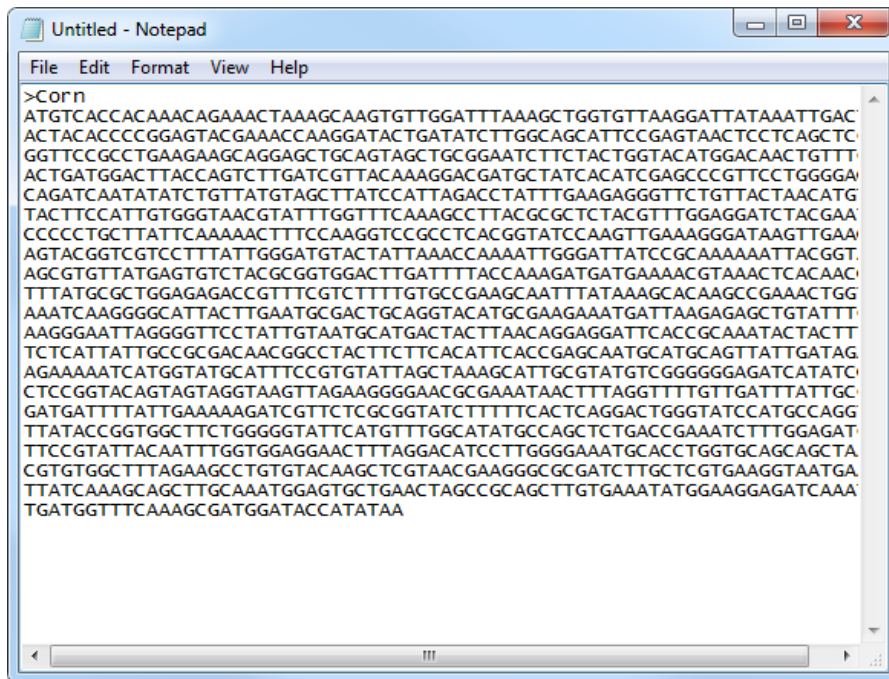 Untitled - Notepad
File Edit Format View Help
>Corn
ATGTCACCACAAACAGAAACTAAAGCAAGTGTTGGATTTAAAGCTGGTGTTAAGGATTATAAATTGAC
ACTACACCCCGGAGTACGAAACCAAGGATACTGATATCTTGGCAGCATTCCGAGTAACTCCTCAGCTC
GGTTCCGCCTGAAGAAGCAGGAGCTGCAGTAGCTGCGGAATCTTCTACTGGTACATGGACAACTGTTT
ACTGATGGACTTACCAGTCTTGATCGTTACAAAGGACGATGCTATCACATCGAGCCCGTTCCTGGGGA
CAGATCAATATATCTGTTATGTAGCTTATCCATTAGACCTATTTGAAGAGGGTTCTGTTACTAACATG
TACTTCCATTGTGGGTAACGTATTTGGTTTCAAAGCCTTACGCGCTCTACGTTTGGAGGATCTACGAA
CCCCCTGCTTATTCAAAAACTTTCCAAGGTCCGCCTCACGGTATCCAAGTTGAAAGGGATAAGTTGAA
AGTACGGTCGTCCTTTATTGGGATGTACTATTAAACCAAAATTGGGATTATCCGCAAAAAATTACGGT
AGCGTGTTATGAGTGTCTACGCGGTGGACTTGATTTTACCAAAGATGATGAAAACGTAAACTCACAAC
TTTATGCGCTGGAGAGACCGTTTCGTCTTTTGTGCCGAAGCAATTTATAAAGCACAAGCCGAAACTGG
AAATCAAGGGGCATTACTTGAATGCGACTGCAGGTACATGCGAAGAAATGATTAAGAGAGCTGTATTT
AAGGGAATTAGGGGTTCCTATTGTAATGCATGACTACTTAACAGGAGGATTCACCGCAAATACTACTT
TCTCATTATTGCCGCGACAACGGCCTACTTCTTCACATTCACCGAGCAATGCATGCAGTTATTGATAG
AGAAAAATCATGGTATGCATTTCCGTGTATTAGCTAAAGCATTGCGTATGTCGGGGGGAGATCATATC
CTCCGGTACAGTAGTAGGTAAGTTAGAAGGGGAACGCGAAATAACTTTAGGTTTTGTTGATTTATTGC
GATGATTTTATTGAAAAAGATCGTTCTCGCGGTATCTTTTTCACTCAGGACTGGGTATCCATGCCAGG
TTATACCGGTGGCTTCTGGGGGTATTCATGTTTGGCATATGCCAGCTCTGACCGAAATCTTTGGAGAT
TTCCGTATTACAATTTGGTGGAGGAACTTTAGGACATCCTTGGGGAAATGCACCTGGTGCAGCAGCTA
CGTGTGGCTTTAGAAGCCTGTGTACAAGCTCGTAACGAAGGGCGCGATCTTGCTCGTGAAGGTAATGA
TTATCAAAGCAGCTTGCAAATGGAGTGCTGAACTAGCCGCAGCTTGTGAAATATGGAAGGAGATCAAA
TGATGGTTTCAAAGCGATGGATACCATATAA